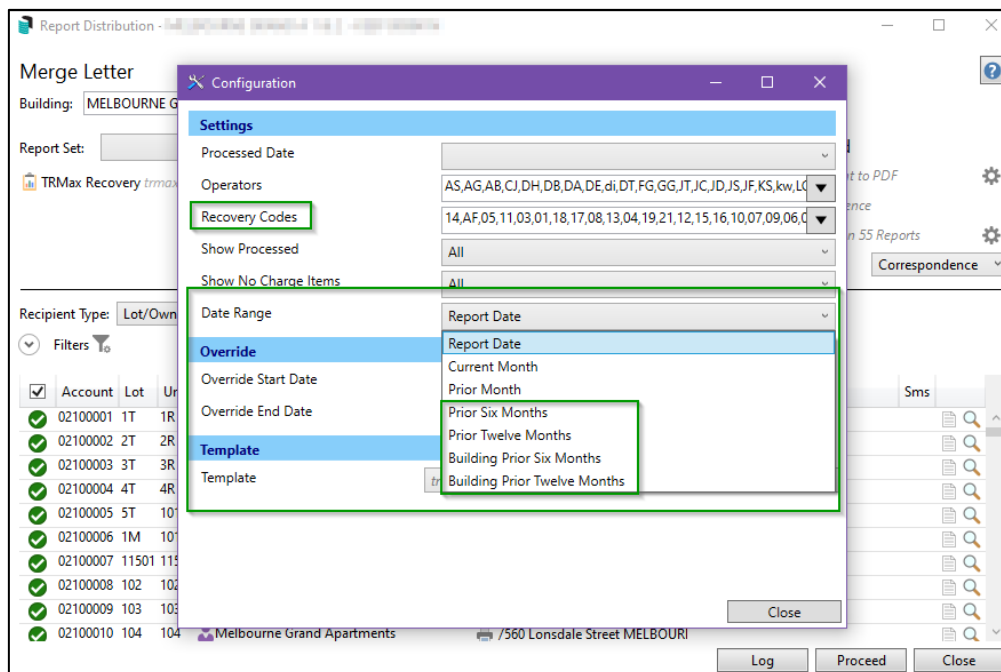 Report Distribution -
Merge Letter
Configuration
Building: MELBOURNE G
Settings
Report Set:
Processed Date
TRMax Recovery trmax
Operators AS,AG,AB,CJ,DH,DB,DA,DE,di,DT,FG,GG,JT,JC,JD,JS,JF,KS,kw,LC
nt to PDF
Recovery Codes 14,AF,05,11,03,01,18,17,08,13,04,19,21,12,15,16,10,07,09,06,0
ence
Show Processed All
n 55 Reports
Show No Charge Items All
Correspondence
Recipient Type: Lot/Own
Date Range Report Date
Filters
Override
Report Date
Override Start Date
Current Month
Prior Month
Override End Date
Prior Six Months
Prior Twelve Months
Template
Building Prior Six Months
Template
Building Prior Twelve Months
Account Lot Un Sms
02100001 1T 1R
02100002 2T 2R
02100003 3T 3R
02100004 4T 4R
02100005 5T 101
02100006 1M 101
02100007 11501 115
02100008 102 102
02100009 103 103
Close
02100010 104 104 Melbourne Grand Apartments /560 Lonsdale Street MELBOURI
Log Proceed Close